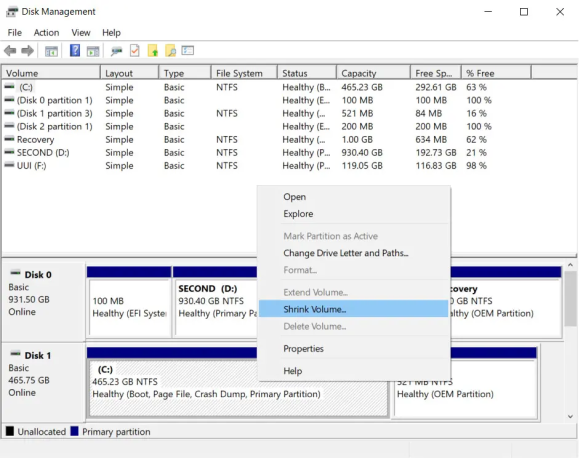 Disk Management
File Action View Help
Volume Layout Type File System Status Capacity Free Sp... % Free
(C:) Simple Basic NTFS Healthy (B... 465.23 GB 292.61 GB 63 %
(Disk 0 partition 1) Simple Basic Healthy (E... 100 MB 100 MB 100 %
(Disk 1 partition 3) Simple Basic NTFS Healthy (... 521 MB 84 MB 16 %
(Disk 2 partition 1) Simple Basic Healthy (E... 200 MB 200 MB 100 %
Recovery Simple Basic NTFS Healthy (... 1.00 GB 634 MB 62 %
SECOND (D:) Simple Basic NTFS Healthy (P... 930.40 GB 192.73 GB 21 %
UUI (F:) Simple Basic NTFS Healthy (P... 119.05 GB 116.83 GB 98 %
Open
Explore
Mark Partition as Active
Change Drive Letter and Paths...
Format...
Extend Volume...
Shrink Volume...
Delete Volume...
Properties
Help
Disk 0
Basic
931.50 GB
Online
100 MB
Healthy (EFI Syste
SECOND (D:)
930.40 GB NTFS
Healthy (Primary Pa
covery
GB NTFS
lthy (OEM Partition)
Disk 1
Basic
465.75 GB
Online
(C:)
465.23 GB NTFS
Healthy (Boot, Page File, Crash Dump, Primary Partition)
521 MB NTFS
Healthy (OEM Partition)
Unallocated Primary partition